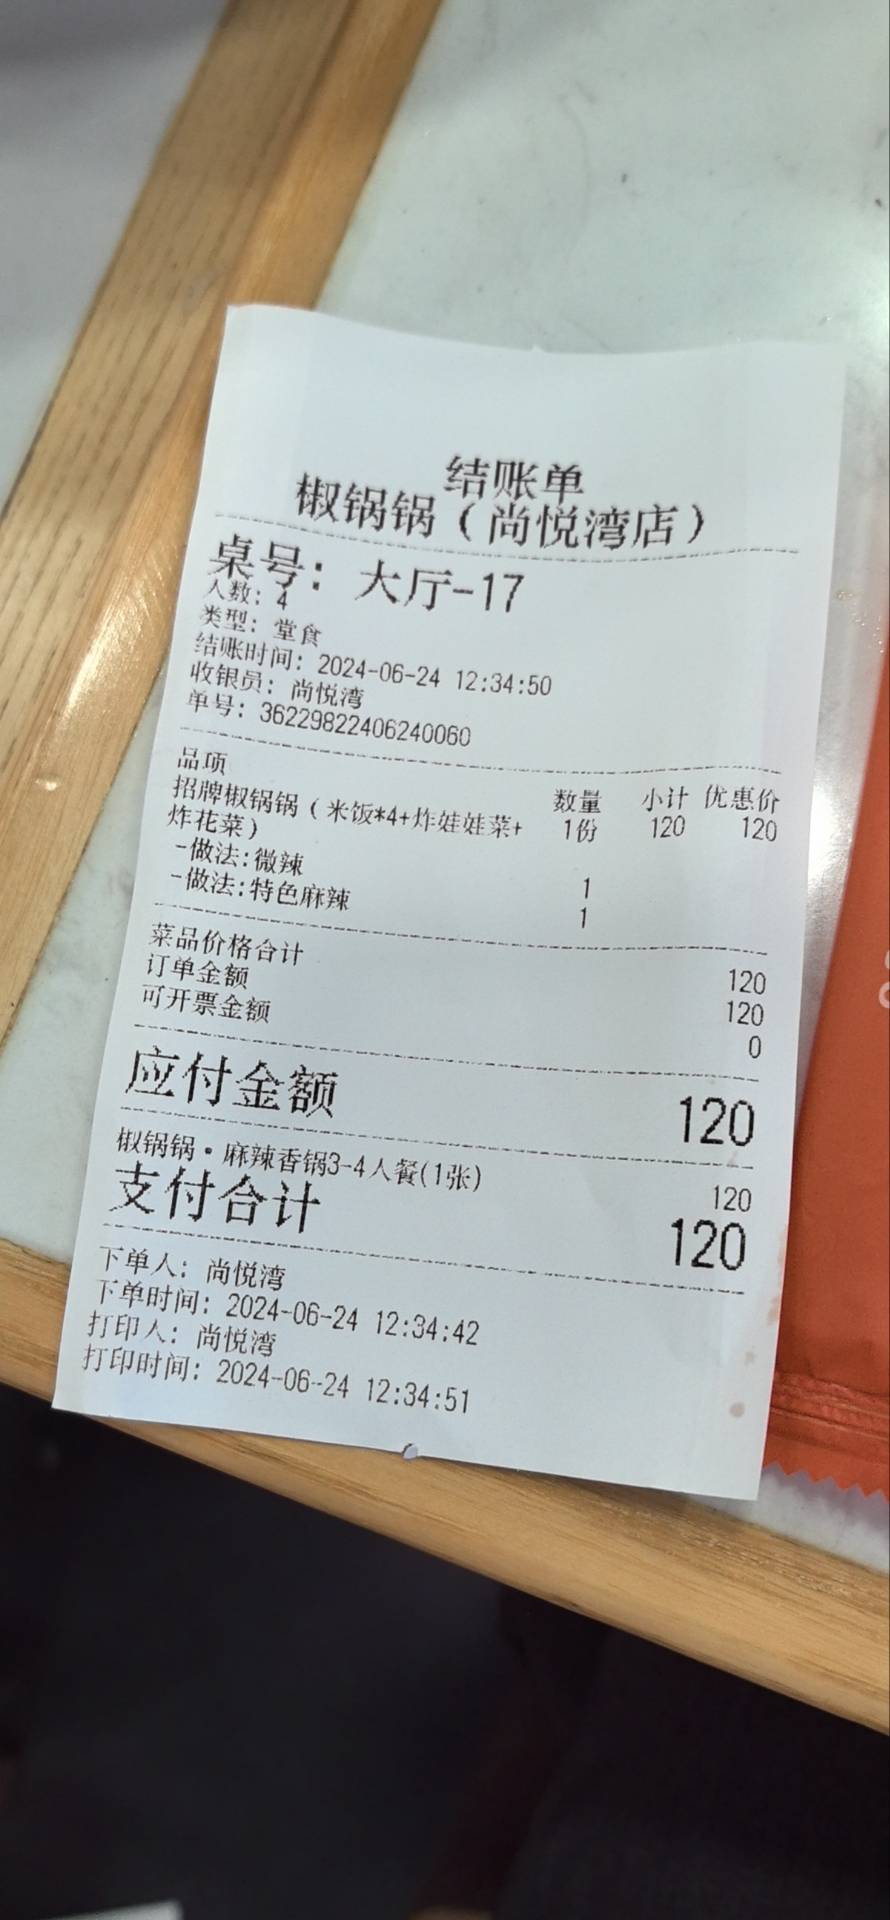 结账单
椒锅锅（尚悦湾店）
桌号：大厅-17
人数：4
类型：堂食
结账时间：2024-06-24 12:34:50
收银员：尚悦湾
单号：36229822406240060
品项 数量 小计 优惠价
招牌椒锅锅（米饭*4+炸娃娃菜+ 1份 120 120
炸花菜）
-做法:微辣 1
-做法:特色麻辣 1
菜品价格合计 120
订单金额 120
可开票金额 0
应付金额 120
椒锅锅·麻辣香锅3-4人餐(1张) 120
支付合计 120
下单人：尚悦湾
下单时间：2024-06-24 12:34:42
打印人：尚悦湾
打印时间：2024-06-24 12:34:51